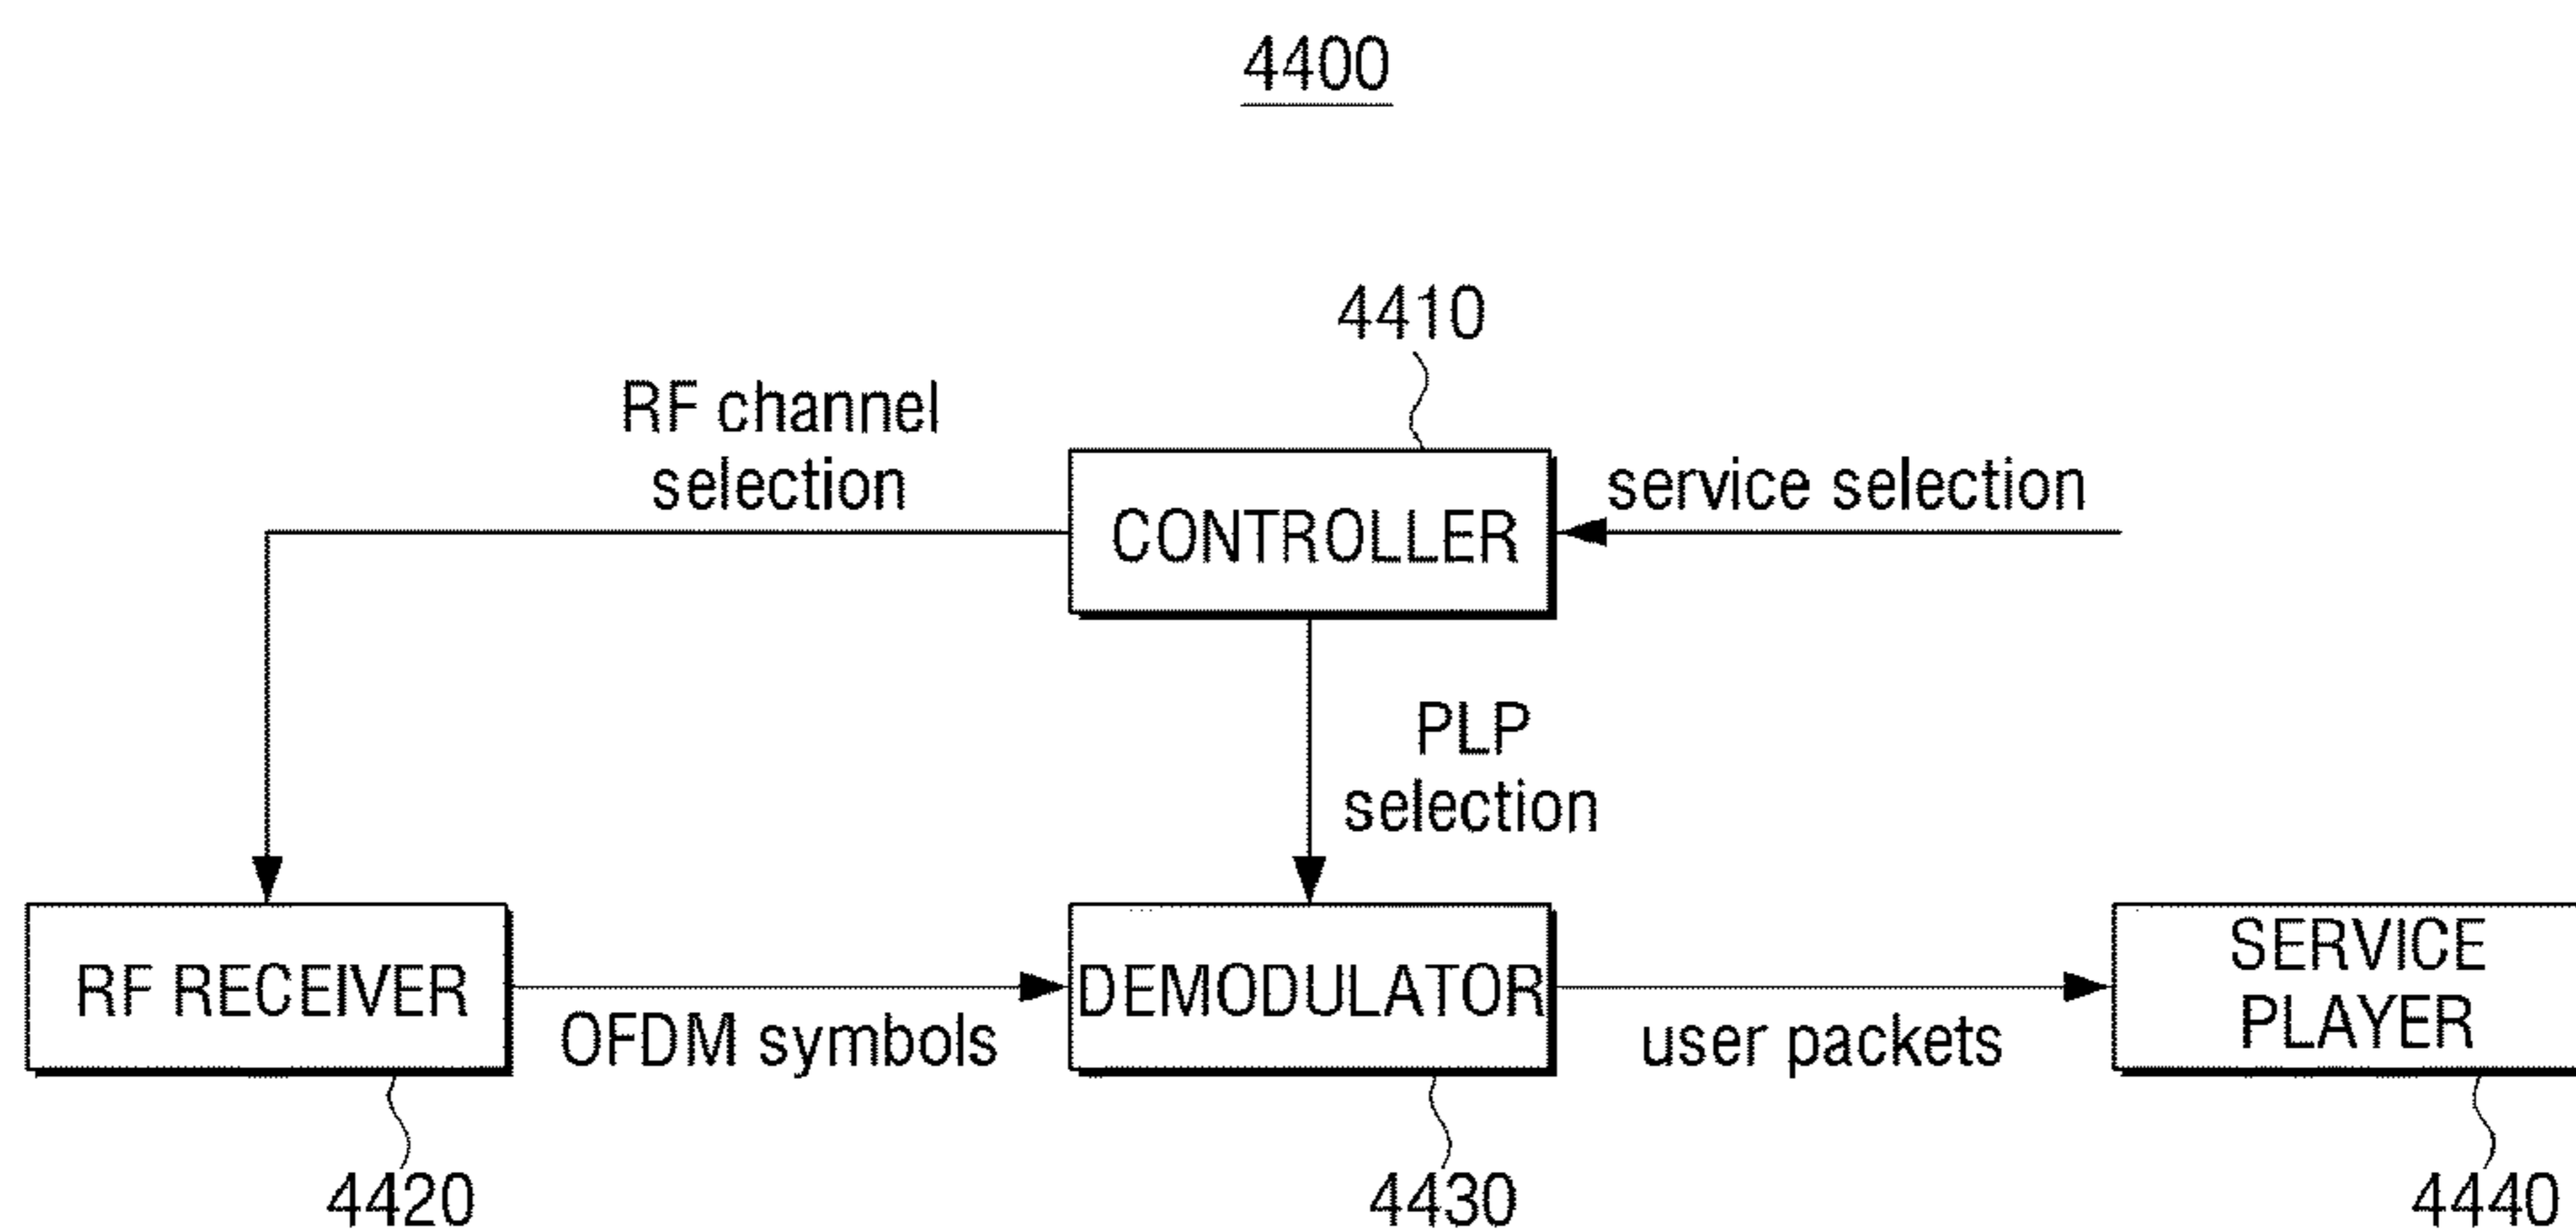 4400
4410
RF channel
selection
CONTROLLER
service selection
PLP
selection
RF RECEIVER
OFDM symbols
DEMODULATOR
user packets
SERVICE
PLAYER
4420
4430
4440